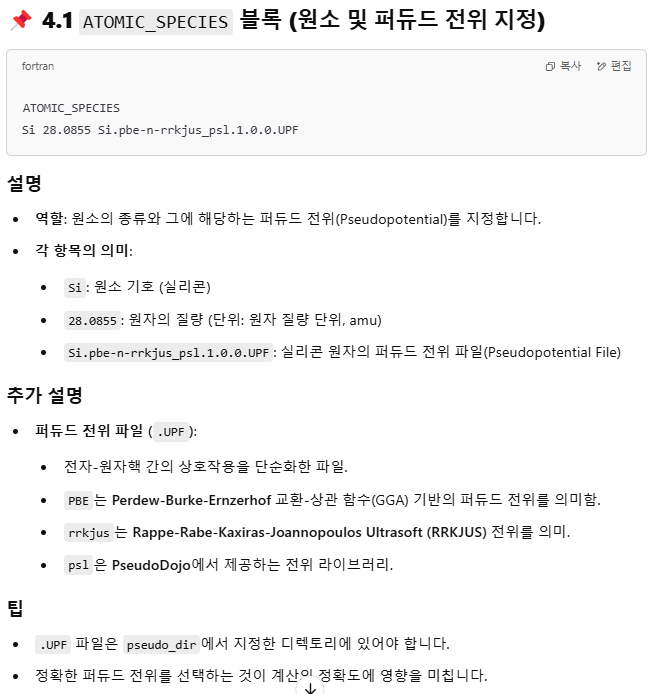 📌 4.1 ATOMIC_SPECIES 블록 (원소 및 퍼듀드 전위 지정)
fortran
복사
편집
ATOMIC_SPECIES
Si 28.0855 Si.pbe-n-rrkjus_psl.1.0.0.UPF
설명
• 역할: 원소의 종류와 그에 해당하는 퍼듀드 전위(Pseudopotential)를 지정합니다.
• 각 항목의 의미:
• Si : 원소 기호 (실리콘)
• 28.0855 : 원자의 질량 (단위: 원자 질량 단위, amu)
• Si.pbe-n-rrkjus_psl.1.0.0.UPF : 실리콘 원자의 퍼듀드 전위 파일(Pseudopotential File)
추가 설명
• 퍼듀드 전위 파일 ( .UPF ):
• 전자-원자핵 간의 상호작용을 단순화한 파일.
• PBE 는 Perdew-Burke-Ernzerhof 교환-상관 함수(GGA) 기반의 퍼듀드 전위를 의미함.
• rrkjus 는 Rappe-Rabe-Kaxiras-Joannopoulos Ultrasoft (RRKJUS) 전위를 의미.
• psl 은 PseudoDojo에서 제공하는 전위 라이브러리.
팁
• .UPF 파일은 pseudo_dir 에서 지정한 디렉토리에 있어야 합니다.
• 정확한 퍼듀드 전위를 선택하는 것이 계산의 정확도에 영향을 미칩니다.